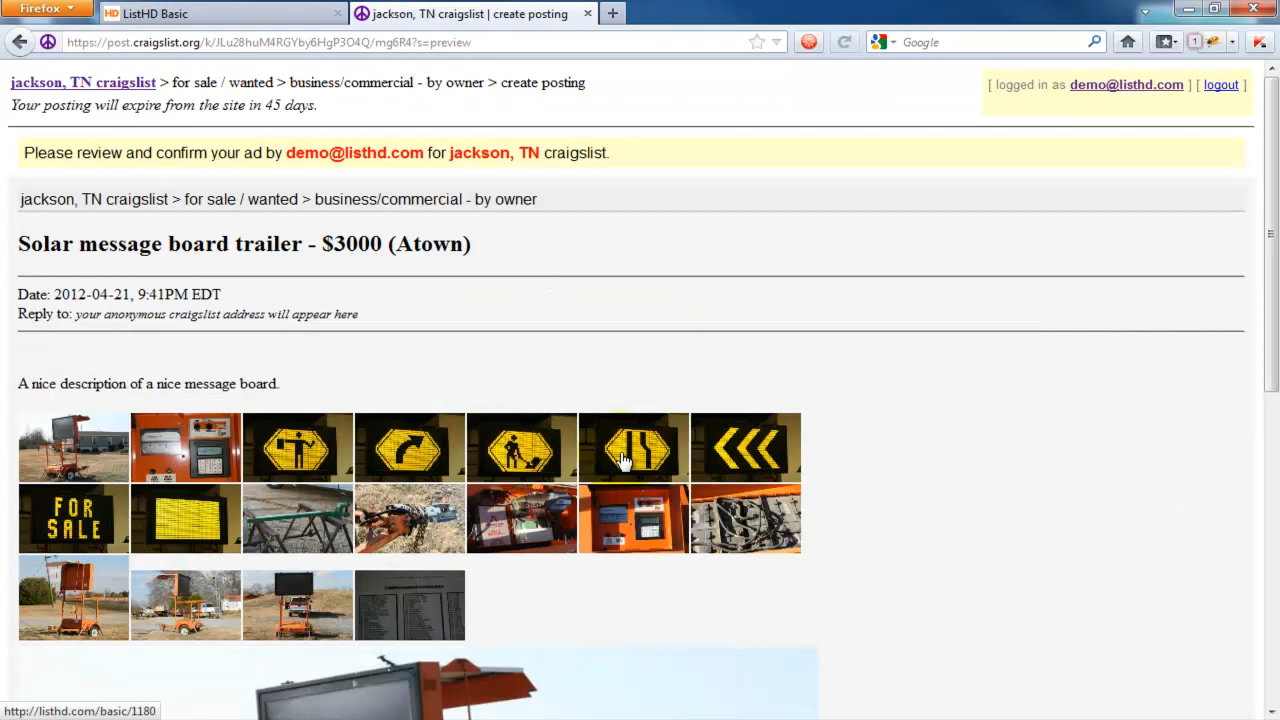 Firefox
ListHD Basic
jackson, TN craigslist | create posting
https://post.craigslist.org/k/JLu28huM4RGYby6HgP3O4Q/mg6R4?s=preview
Google
1
jackson, TN craigslist > for sale / wanted > business/commercial - by owner > create posting
[ logged in as demo@listhd.com ] [ logout ]
Your posting will expire from the site in 45 days.
Please review and confirm your ad by demo@listhd.com for jackson, TN craigslist.
jackson, TN craigslist > for sale / wanted > business/commercial - by owner
Solar message board trailer - $3000 (Atown)
Date: 2012-04-21, 9:41PM EDT
Reply to: your anonymous craigslist address will appear here
A nice description of a nice message board.
FOR
SALE
http://listhd.com/basic/1180